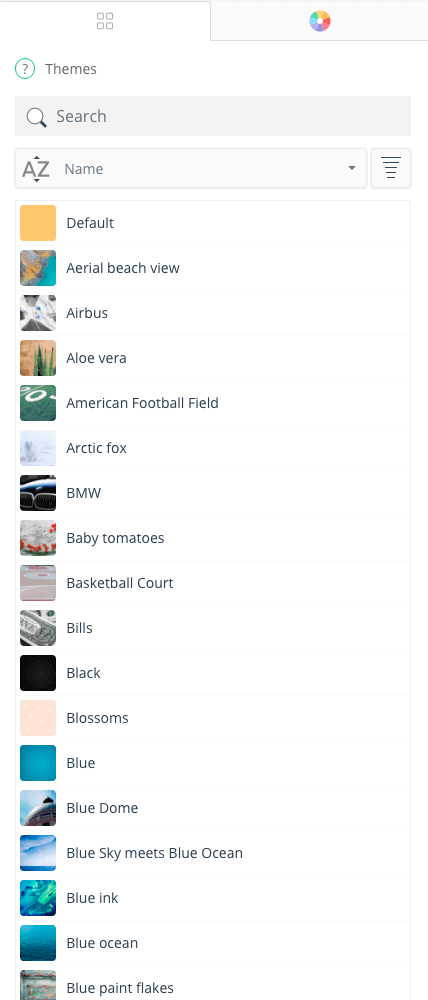 ?
Themes
Search
AZ
Name
Default
Aerial beach view
Airbus
Aloe vera
American Football Field
Arctic fox
BMW
Baby tomatoes
Basketball Court
Bills
Black
Blossoms
Blue
Blue Dome
Blue Sky meets Blue Ocean
Blue ink
Blue ocean
Blue paint flakes